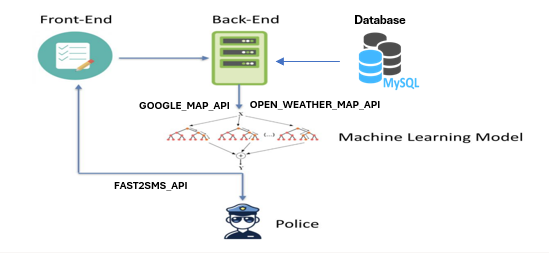 Front-End
Back-End
Database
MySQL
GOOGLE_MAP_API
OPEN_WEATHER_MAP_API
Machine Learning Model
FAST2SMS_API
Police